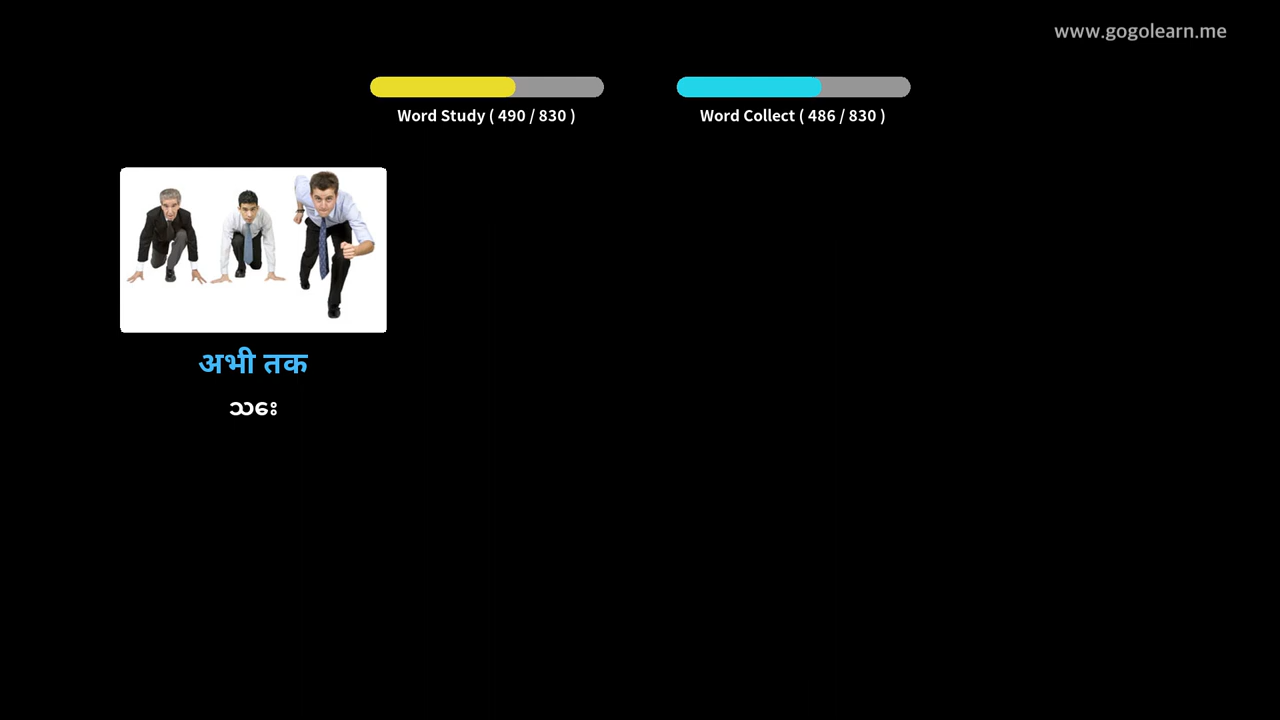 www.gogolearn.me
Word Study ( 490 / 830 )
Word Collect ( 486 / 830 )
अभी तक
သေး